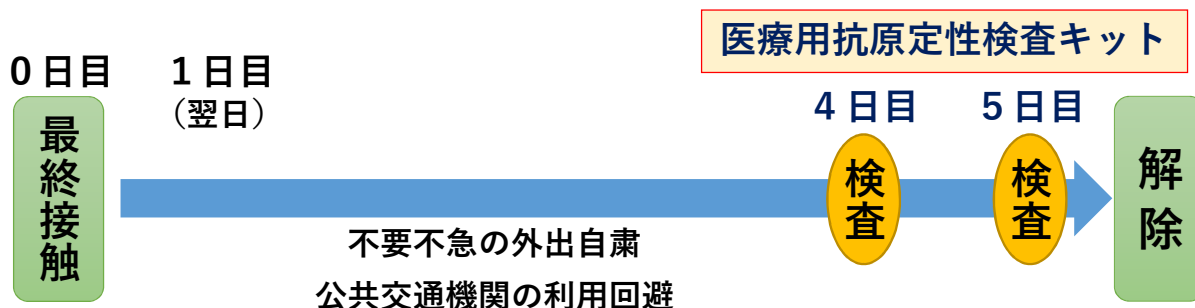 医療用抗原定性検査キット
0日目
1日目
（翌日）
4日目
5日目
最終接触
検査
検査
解除
不要不急の外出自粛
公共交通機関の利用回避